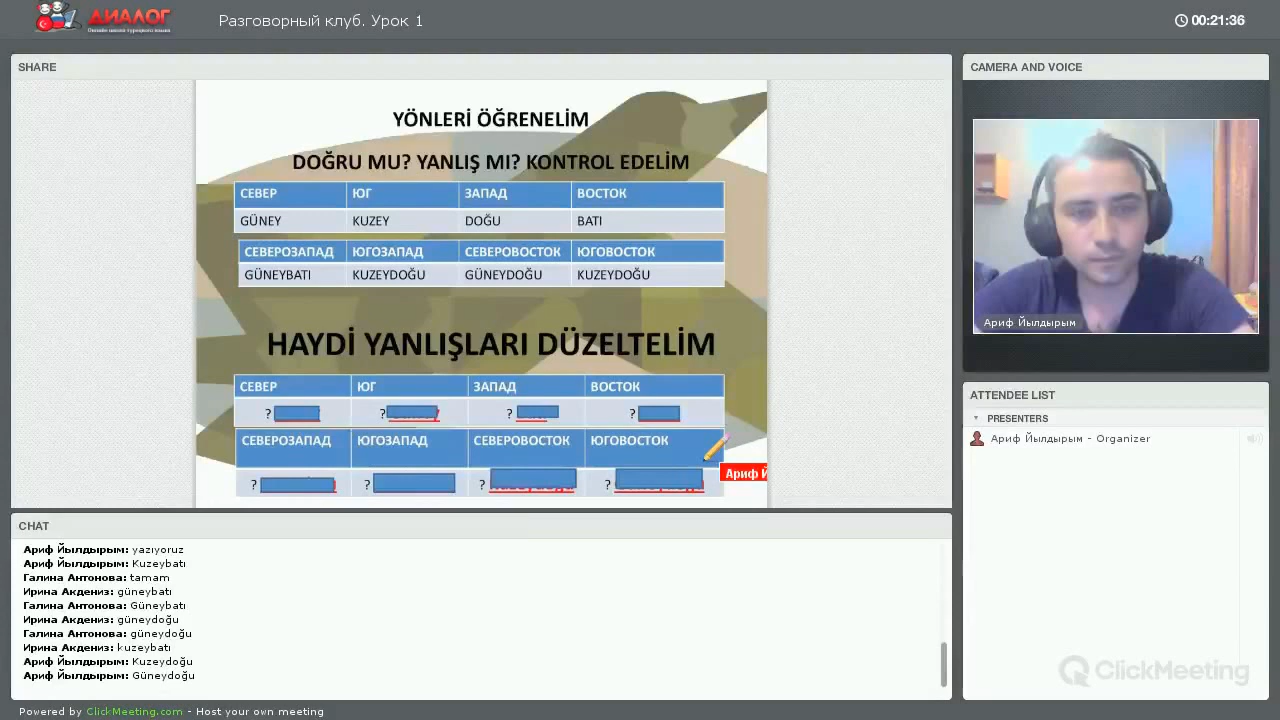 ДИАЛОГ
Онлайн школа турецкого языка
Разговорный клуб. Урок 1
00:21:36
SHARE
YÖNLERİ ÖĞRENELİM
DOĞRU MU? YANLIŞ MI? KONTROL EDELİM
СЕВЕР ЮГ ЗАПАД ВОСТОК
GÜNEY KUZEY DOĞU BATI
СЕВЕРОЗАПАД ЮГОЗАПАД СЕВЕРОВОСТОК ЮГОВОСТОК
GÜNEYBATI KUZEYDOĞU GÜNEYDOĞU KUZEYDOĞU
HAYDİ YANLIŞLARI DÜZELTELİM
СЕВЕР ЮГ ЗАПАД ВОСТОК
? ? ? ?
СЕВЕРОЗАПАД ЮГОЗАПАД СЕВЕРОВОСТОК ЮГОВОСТОК
? ? ? ?
Ариф Й
CAMERA AND VOICE
Ариф Йылдырым
ATTENDEE LIST
PRESENTERS
Ариф Йылдырым - Organizer
CHAT
Ариф Йылдырым: yazıyoruz
Ариф Йылдырым: Kuzeybatı
Галина Антонова: tamam
Ирина Акдениз: güneybatı
Галина Антонова: Güneybatı
Ирина Акдениз: güneydoğu
Галина Антонова: güneydoğu
Ирина Акдениз: kuzeybatı
Ариф Йылдырым: Kuzeydoğu
Ариф Йылдырым: Güneydoğu
ClickMeeting
Powered by ClickMeeting.com - Host your own meeting